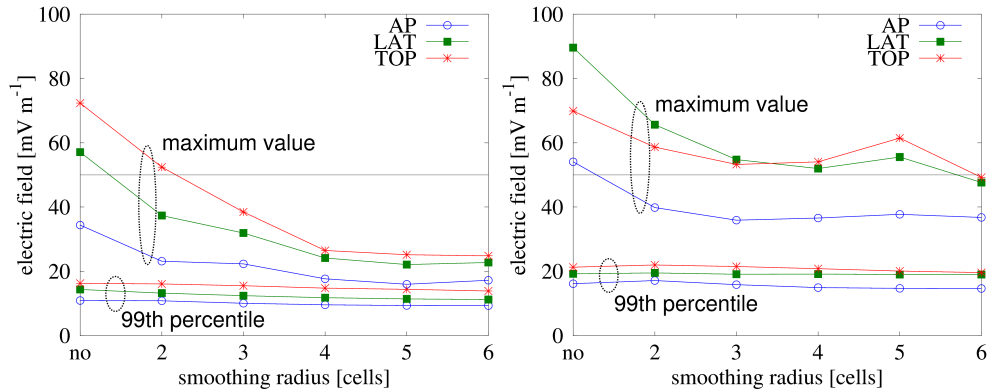 100
80
60
40
20
0
electric field [mV m-1]
AP
LAT
TOP
maximum value
99th percentile
no 2 3 4 5 6
smoothing radius [cells]
100
80
60
40
20
0
electric field [mV m-1]
AP
LAT
TOP
maximum value
99th percentile
no 2 3 4 5 6
smoothing radius [cells]